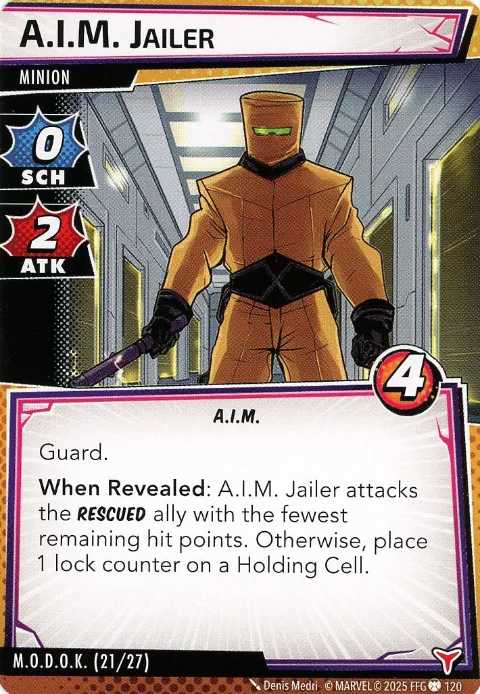 A.I.M. JAILER
MINION
0
SCH
2
ATK
4
A.I.M.
Guard.
When Revealed: A.I.M. Jailer attacks
the RESCUED ally with the fewest
remaining hit points. Otherwise, place
1 lock counter on a Holding Cell.
M.O.D.O.K. (21/27)
Denis Medri · © MARVEL © 2025 FFG 120